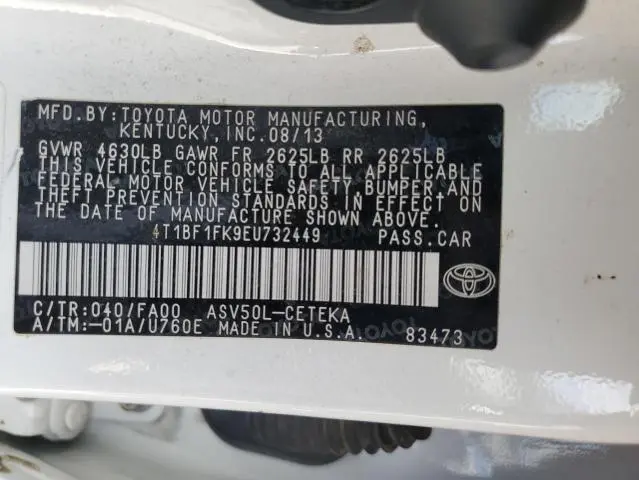 MFD.BY:TOYOTA MOTOR MANUFACTURING,
KENTUCKY, INC. 08/13
GVWR 4630LB GAWR FR 2625LB RR 2625LB
THIS VEHICLE CONFORMS TO ALL APPLICABLE
FEDERAL MOTOR VEHICLE SAFETY BUMPER AND
THEFT PREVENTION STANDARDS IN EFFECT ON
THE DATE OF MANUFACTURE SHOWN ABOVE.
4T1BF1FK9EU732449 PASS.CAR
C/TR:040/FA00 ASV50L-CETEKA
A/TM:-01A/U760E MADE IN U.S.A. 83473